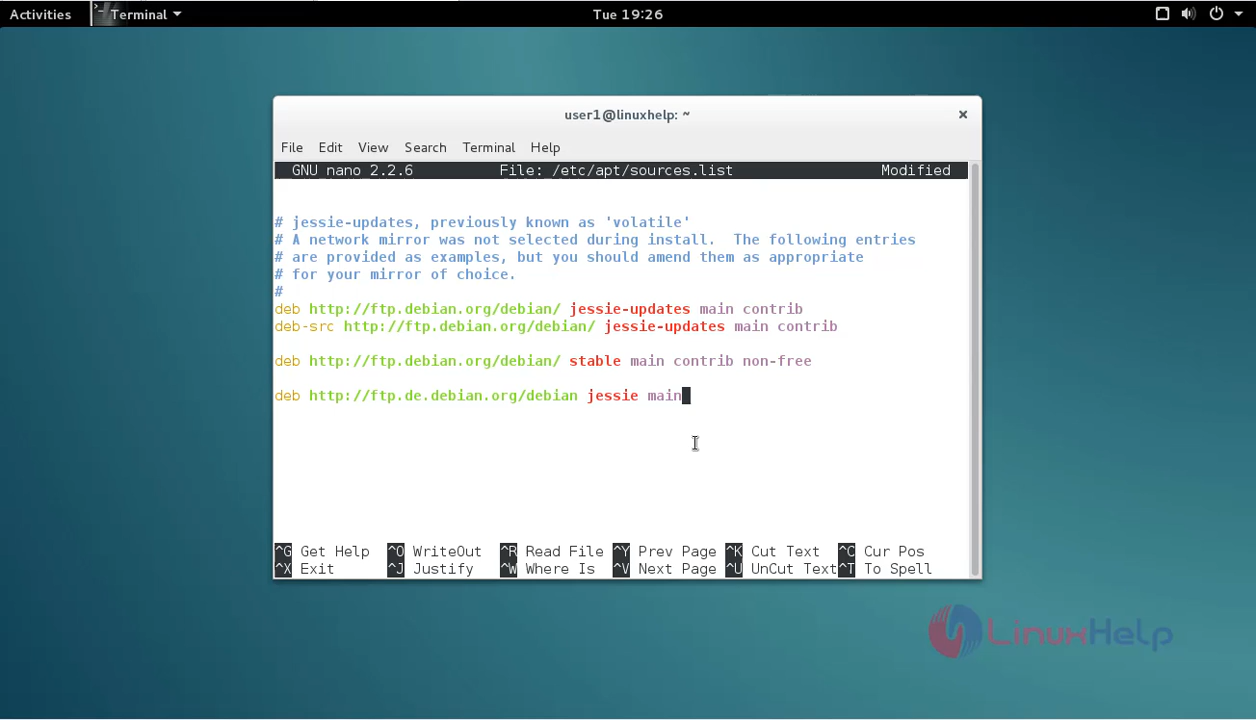 Activities
Terminal
Tue 19:26
user1@linuxhelp: ~
File Edit View Search Terminal Help
GNU nano 2.2.6 File: /etc/apt/sources.list Modified
# jessie-updates, previously known as 'volatile'
# A network mirror was not selected during install.  The following entries
# are provided as examples, but you should amend them as appropriate
# for your mirror of choice.
#
deb http://ftp.debian.org/debian/ jessie-updates main contrib
deb-src http://ftp.debian.org/debian/ jessie-updates main contrib
deb http://ftp.debian.org/debian/ stable main contrib non-free
deb http://ftp.de.debian.org/debian jessie main
^G Get Help ^O WriteOut ^R Read File ^Y Prev Page ^K Cut Text ^C Cur Pos
^X Exit ^J Justify ^W Where Is ^V Next Page ^U UnCut Text ^T To Spell
LinuxHelp